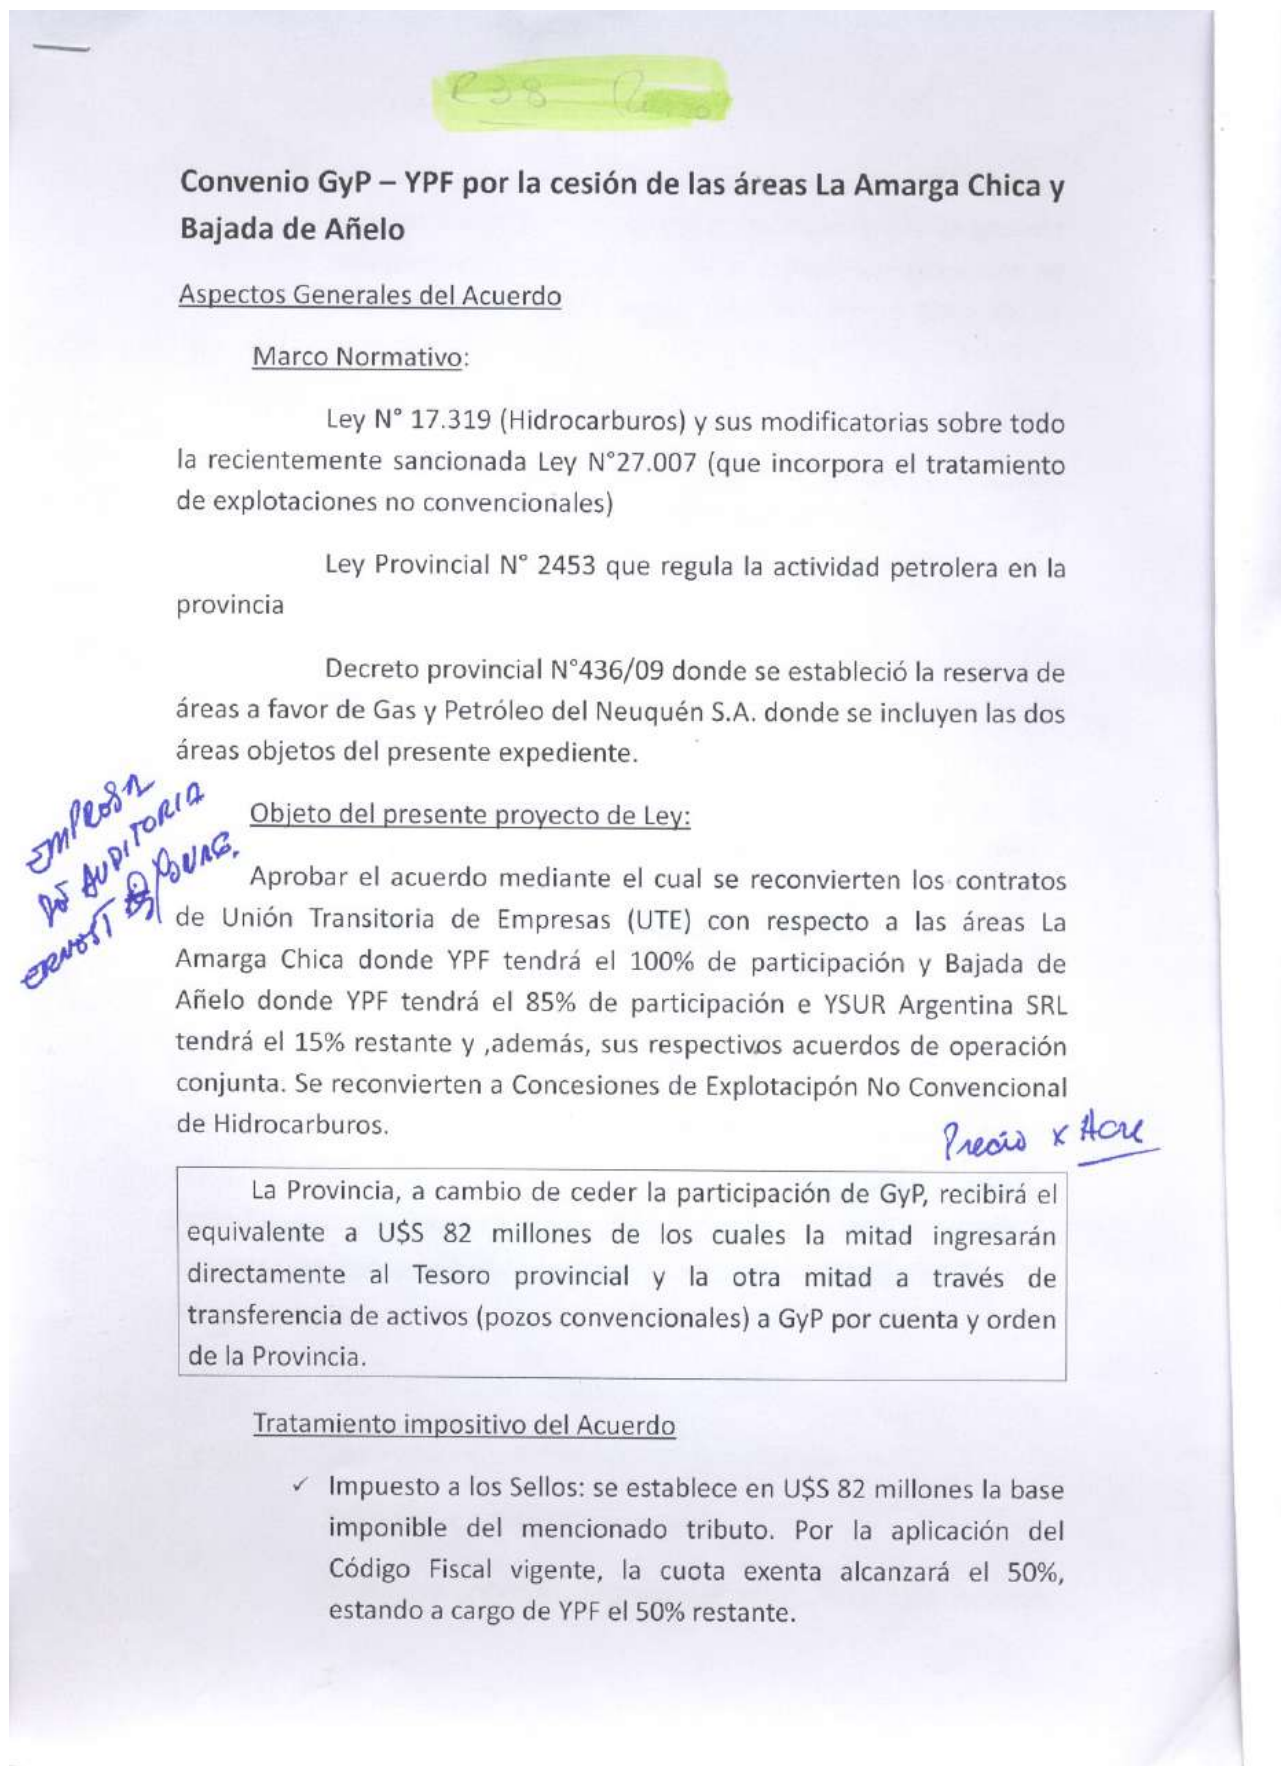 R38
Convenio GyP – YPF por la cesión de las áreas La Amarga Chica y
Bajada de Añelo
Aspectos Generales del Acuerdo
Marco Normativo:
Ley N° 17.319 (Hidrocarburos) y sus modificatorias sobre todo
la recientemente sancionada Ley N°27.007 (que incorpora el tratamiento
de explotaciones no convencionales)
Ley Provincial N° 2453 que regula la actividad petrolera en la
provincia
Decreto provincial N°436/09 donde se estableció la reserva de
áreas a favor de Gas y Petróleo del Neuquén S.A. donde se incluyen las dos
áreas objetos del presente expediente.
EMPRESA
DE AUDITORIA
ERNEST
Objeto del presente proyecto de Ley:
Aprobar el acuerdo mediante el cual se reconvierten los contratos
de Unión Transitoria de Empresas (UTE) con respecto a las áreas La
Amarga Chica donde YPF tendrá el 100% de participación y Bajada de
Añelo donde YPF tendrá el 85% de participación e YSUR Argentina SRL
tendrá el 15% restante y ,además, sus respectivos acuerdos de operación
conjunta. Se reconvierten a Concesiones de Explotacipón No Convencional
de Hidrocarburos.
Precio x Acre
La Provincia, a cambio de ceder la participación de GyP, recibirá el
equivalente a U$S 82 millones de los cuales la mitad ingresarán
directamente al Tesoro provincial y la otra mitad a través de
transferencia de activos (pozos convencionales) a GyP por cuenta y orden
de la Provincia.
Tratamiento impositivo del Acuerdo
✓ Impuesto a los Sellos: se establece en U$S 82 millones la base
imponible del mencionado tributo. Por la aplicación del
Código Fiscal vigente, la cuota exenta alcanzará el 50%,
estando a cargo de YPF el 50% restante.